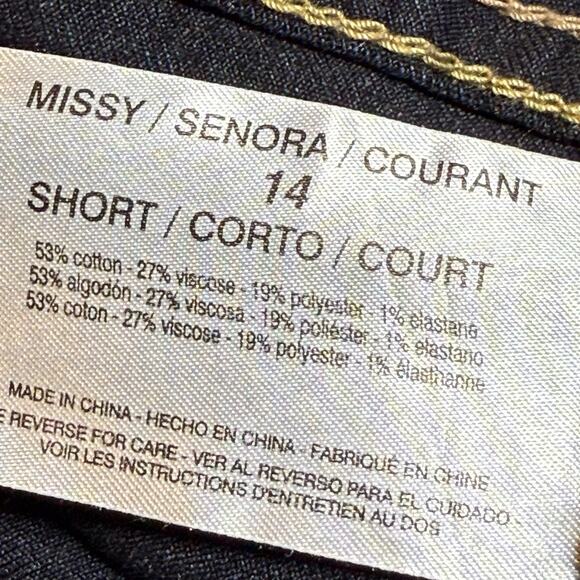 MISSY / SENORA / COURANT
14
SHORT / CORTO / COURT
53% cotton - 27% viscose - 19% polyester - 1% elastane
53% algodón - 27% viscosa - 19% poliéster - 1% elastano
53% coton - 27% viscose - 19% polyester - 1% élasthanne
MADE IN CHINA - HECHO EN CHINA - FABRIQUÉ EN CHINE
REVERSE FOR CARE - VER AL REVERSO PARA EL CUIDADO -
VOIR LES INSTRUCTIONS D'ENTRETIEN AU DOS